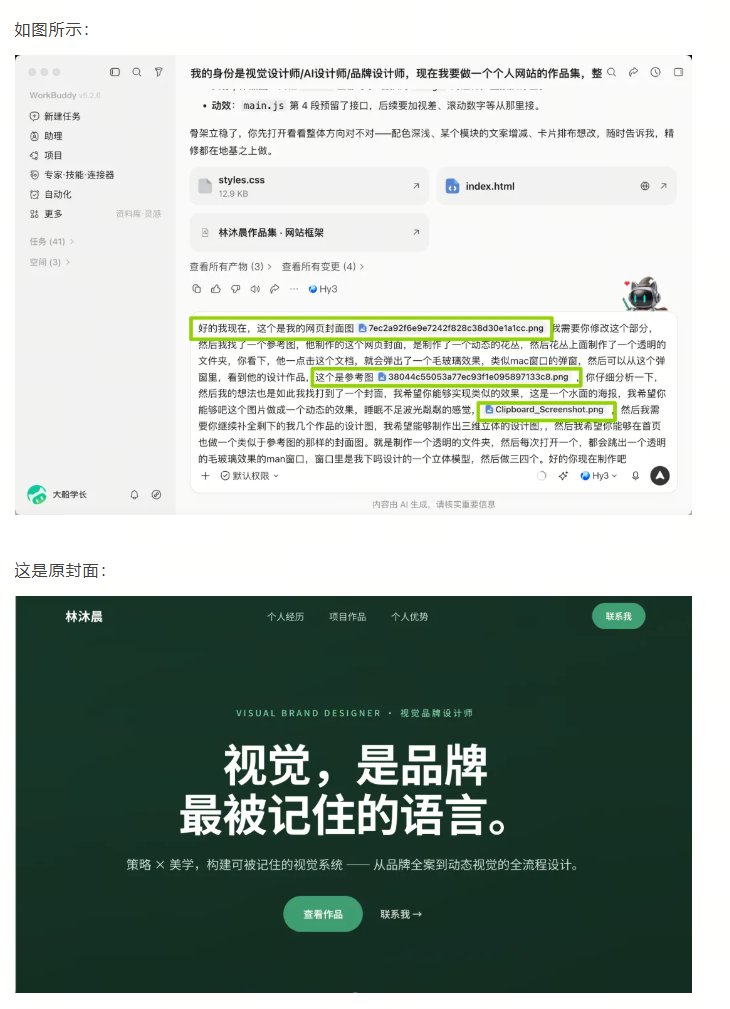 如图所示：
我的身份是视觉设计师/AI设计师/品牌设计师，现在我要做一个个人网站的作品集，整
WorkBuddy v5.2.6
新建任务
助理
项目
专家·技能·连接器
自动化
更多
资料库·灵感
任务 (41)
空间 (3)
大船学长
• 动效： main.js 第 4 段预留了接口，后续要加视差、滚动数字等从那里接。
骨架立稳了，你先打开看看整体方向对不对——配色深浅、某个模块的文案增减、卡片排布想改，随时告诉我，精
修都在地基之上做。
styles.css
12.9 KB
index.html
林沐晨作品集 · 网站框架
查看所有产物 (3)
查看所有变更 (4)
Hy3
好的我现在，这个是我的网页封面图 7ec2a92f6e9e7242f828c38d30e1a1cc.png 我需要你修改这个部分，
然后我找了一个参考图，他制作的这个网页封面，是制作了一个动态的花丛，然后花丛上面制作了一个透明的
文件夹，你看下，他一点击这个文档，就会弹出了一个毛玻璃效果，类似mac窗口的弹窗，然后可以从这个弹
窗里，看到他的设计作品，这个是参考图 38044c55053a77ec93f1e095897133c8.png ，你仔细分析一下，
然后我的想法也是如此我找打到了一个封面，我希望你能够实现类似的效果，这是一个水面的海报，我希望你
能够吧这个图片做成一个动态的效果，睡眠不足波光粼粼的感觉， Clipboard_Screenshot.png ，然后我需
要你继续补全剩下的我几个作品的设计图，我希望能够制作出三维立体的设计图，，然后我希望你能够在首页
也做一个类似于参考图的那样的封面图。就是制作一个透明的文件夹，然后每次打开一个，都会跳出一个透明
的毛玻璃效果的man窗口，窗口里是我下吗设计的一个立体模型，然后做三四个。好的你现在制作吧
默认权限
Hy3
内容由 AI 生成，请核实重要信息
这是原封面：
林沐晨
个人经历
项目作品
个人优势
联系我
VISUAL BRAND DESIGNER · 视觉品牌设计师
视觉，是品牌
最被记住的语言。
策略 × 美学，构建可被记住的视觉系统 —— 从品牌全案到动态视觉的全流程设计。
查看作品
联系我 →